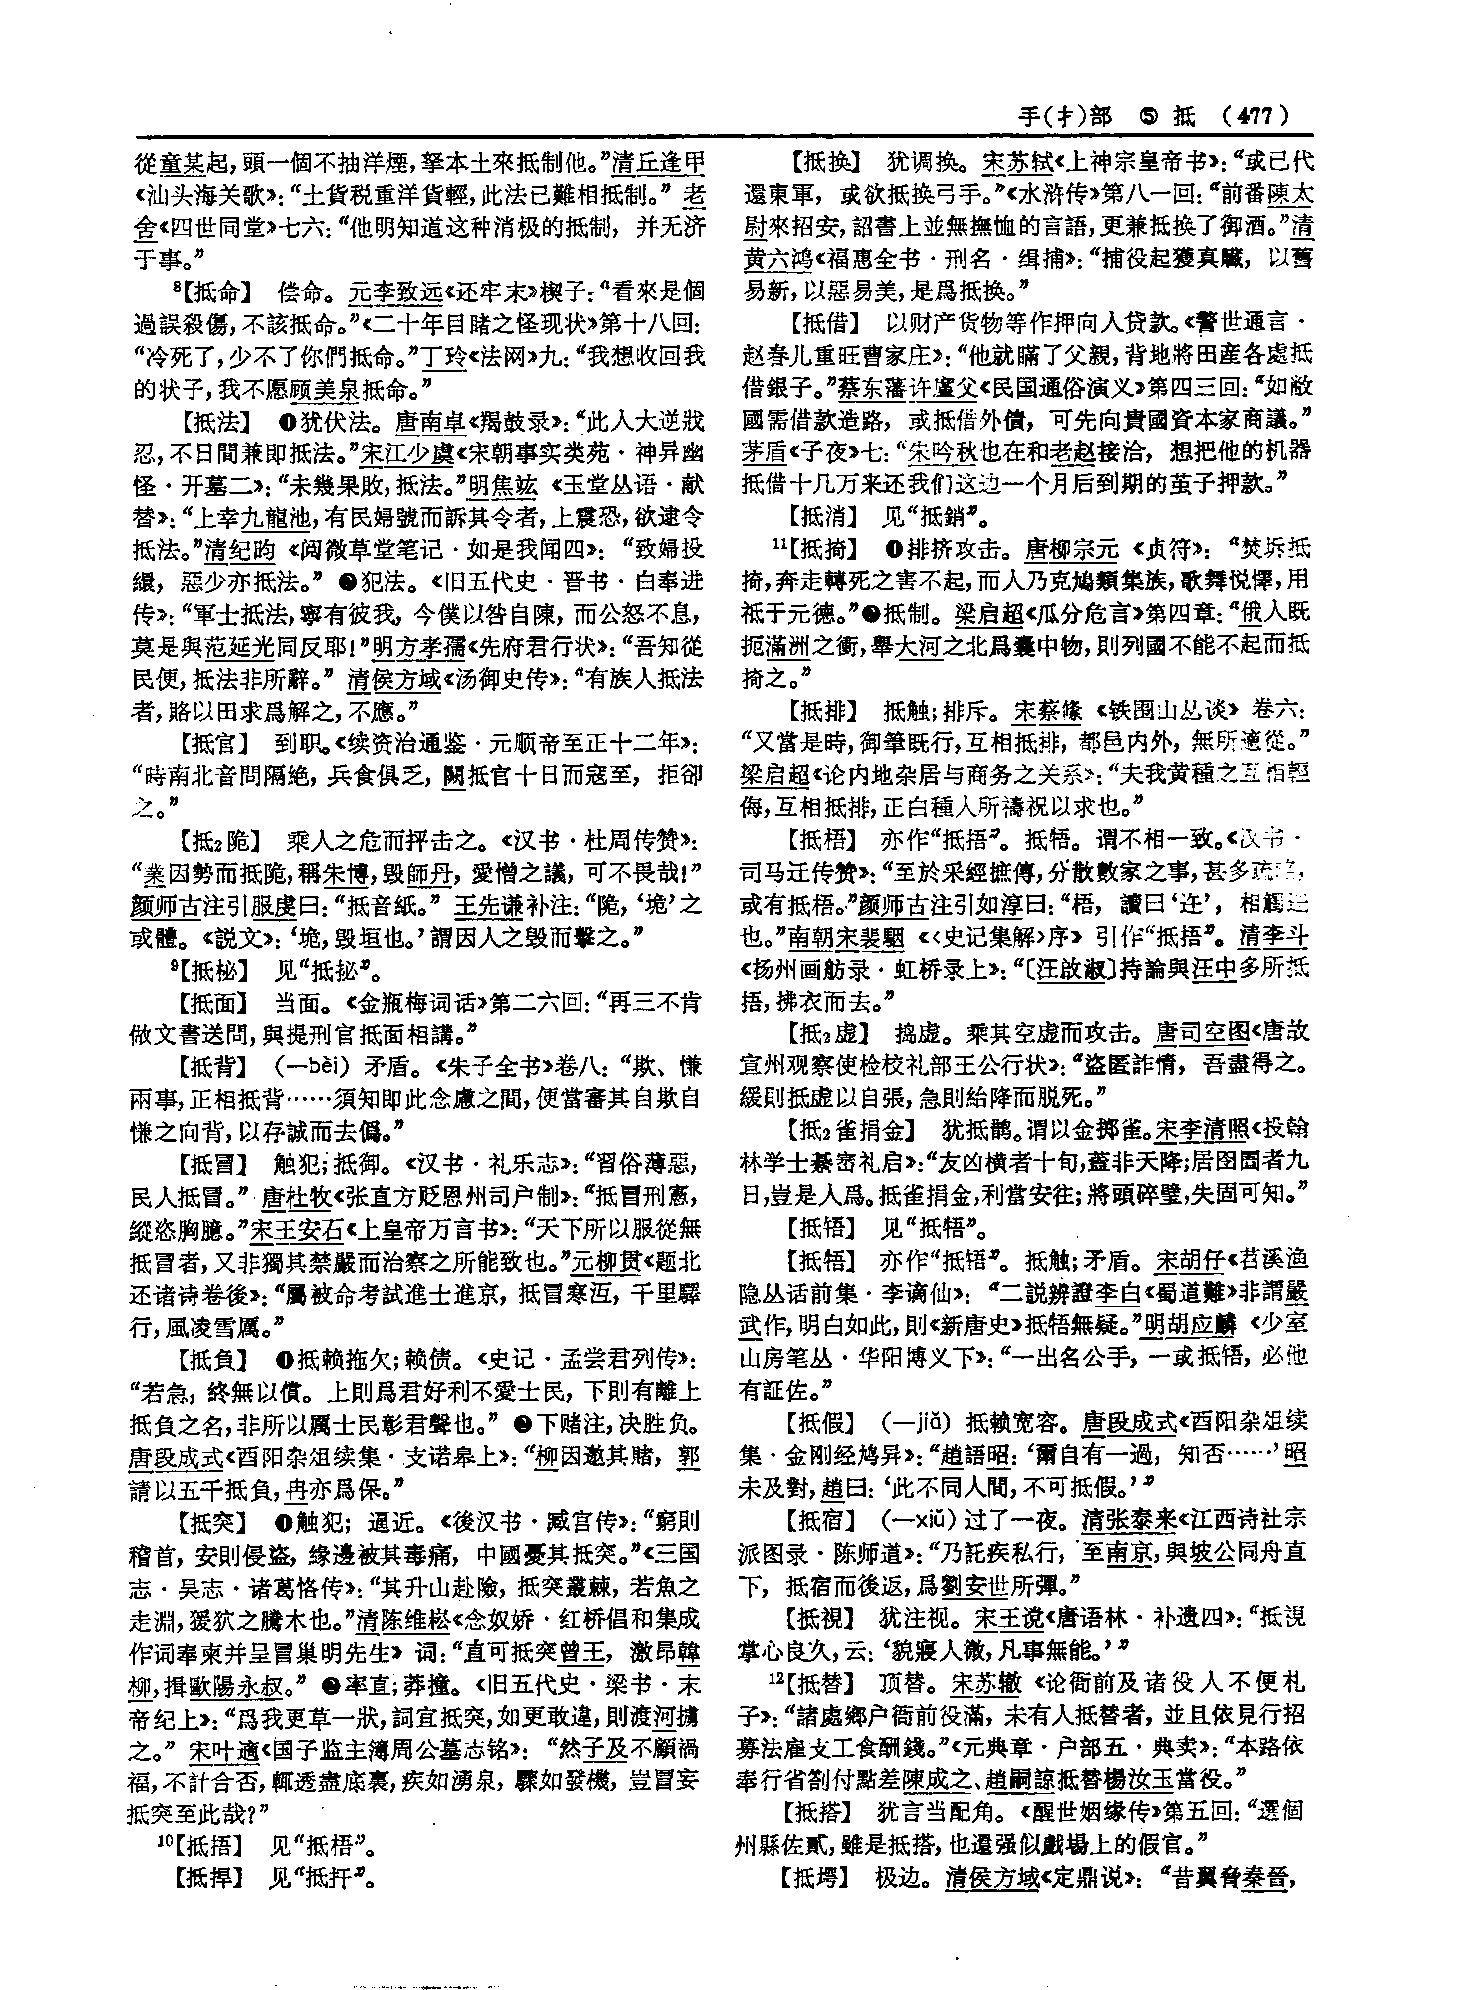 手(扌)部　⑤　抵　(477)
從童某起，頭一個不抽洋煙，拏本土來抵制他。”清丘逢甲
《汕头海关歌》：“土貨税重洋貨輕，此法已難相抵制。”老
舍《四世同堂》七六：“他明知道这种消极的抵制，并无济
于事。”
8【抵命】　偿命。元李致远《还牢末》楔子：“看來是個
過誤殺傷，不該抵命。”《二十年目睹之怪现状》第十八回：
“冷死了，少不了你們抵命。”丁玲《法网》九：“我想收回我
的状子，我不愿顾美泉抵命。”
【抵法】　❶犹伏法。唐南卓《羯鼓录》：“此人大逆戕
忍，不日間兼即抵法。”宋江少虞《宋朝事实类苑·神异幽
怪·开墓二》：“未幾果敗，抵法。”明焦竑《玉堂丛语·献
替》：“上幸九龍池，有民婦號而訴其令者，上震恐，欲逮令
抵法。”清纪昀《阅微草堂笔记·如是我闻四》：“致婦投
繯，惡少亦抵法。”❷犯法。《旧五代史·晋书·白奉进
传》：“軍士抵法，寧有彼我，今僕以咎自陳，而公怒不息，
莫是與范延光同反耶！”明方孝孺《先府君行状》：“吾知從
民便，抵法非所辭。”清侯方域《汤御史传》：“有族人抵法
者，賂以田求爲解之，不應。”
【抵官】　到职。《续资治通鉴·元顺帝至正十二年》：
“時南北音問隔絶，兵食俱乏，闕抵官十日而寇至，拒卻
之。”
【抵2陒】　乘人之危而抨击之。《汉书·杜周传赞》：
“業因勢而抵陒，稱朱博，毁師丹，愛憎之議，可不畏哉！”
颜师古注引服虔曰：“抵音紙。”王先谦补注：“陒，‘垝’之
或體。《説文》：‘垝，毁垣也。’謂因人之毁而擊之。”
9【抵柲】　见“抵㧙”。
【抵面】　当面。《金瓶梅词话》第二六回：“再三不肯
做文書送問，與提刑官抵面相講。”
【抵背】　(—bèi)　矛盾。《朱子全书》卷八：“欺、慊
兩事，正相抵背……須知即此念慮之間，便當審其自欺自
慊之向背，以存誠而去僞。”
【抵冒】　触犯；抵御。《汉书·礼乐志》：“習俗薄惡，
民人抵冒。”唐杜牧《张直方贬恩州司户制》：“抵冒刑憲，
縱恣胸臆。”宋王安石《上皇帝万言书》：“天下所以服從無
抵冒者，又非獨其禁嚴而治察之所能致也。”元柳贯《题北
还诸诗卷後》：“屬被命考試進士進京，抵冒寒沍，千里驛
行，風凌雪厲。”
【抵負】　❶抵赖拖欠；赖债。《史记·孟尝君列传》：
“若急，終無以償。上則爲君好利不愛士民，下則有離上
抵負之名，非所以厲士民彰君聲也。”❷下赌注，决胜负。
唐段成式《酉阳杂俎续集·支诺皋上》：“柳因邀其賭，郭
請以五千抵負，冉亦爲保。”
【抵突】　❶触犯；逼近。《後汉书·臧宫传》：“窮則
稽首，安則侵盜，缘邊被其毒痛，中國憂其抵突。”《三国
志·吴志·诸葛恪传》：“其升山赴險，抵突叢棘，若魚之
走淵，猨狖之騰木也。”清陈维崧《念奴娇·红桥倡和集成
作词奉柬并呈冒巢明先生》词：“直可抵突曾王，激昂韓
柳，揖歐陽永叔。”❷率直；莽撞。《旧五代史·梁书·末
帝纪上》：“爲我更草一狀，詞宜抵突，如更敢違，則渡河擄
之。”宋叶適《国子监主簿周公墓志铭》：“然子及不顧禍
福，不計合否，輒透盡底裏，疾如湧泉，驟如發機，豈冒妄
抵突至此哉？”
10【抵捂】　见“抵梧”。
【抵捍】　见“抵扞”。
【抵换】　犹调换。宋苏轼《上神宗皇帝书》：“或已代
還東軍，或欲抵换弓手。”《水浒传》第八一回：“前番陳太
尉來招安，詔書上並無撫恤的言語，更兼抵换了御酒。”清
黄六鸿《福惠全书·刑名·缉捕》：“捕役起獲真贜，以舊
易新，以惡易美，是爲抵换。”
【抵借】　以财产货物等作押向人贷款。《警世通言·
赵春儿重旺曹家庄》：“他就瞞了父親，背地將田産各處抵
借銀子。”蔡东藩许廑父《民国通俗演义》第四三回：“如敝
國需借款造路，或抵借外債，可先向貴國資本家商議。”
茅盾《子夜》七：“朱吟秋也在和老赵接洽，想把他的机器
抵借十几万来还我们这边一个月后到期的茧子押款。”
【抵消】　见“抵銷”。
11【抵掎】　❶排挤攻击。唐柳宗元《贞符》：“焚坼抵
掎，奔走轉死之害不起，而人乃克鳩類集族，歌舞悦懌，用
祗于元德。”❷抵制。梁启超《瓜分危言》第四章：“俄人既
扼滿洲之衝，舉大河之北爲囊中物，則列國不能不起而抵
掎之。”
【抵排】　抵触；排斥。宋蔡絛《铁围山丛谈》卷六：
“又當是時，御筆既行，互相抵排，都邑内外，無所適從。”
梁启超《论内地杂居与商务之关系》：“夫我黄種之互相輕
侮，互相抵排，正白種人所禱祝以求也。”
【抵梧】　亦作“抵捂”。抵牾。谓不相一致。《汉书·
司马迁传赞》：“至於采經摭傳，分散數家之事，甚多疏略，
或有抵梧。”颜师古注引如淳曰：“梧，讀曰‘迕’，相觸迕
也。”南朝宋裴駰《〈史记集解〉序》引作“抵捂”。清李斗
《扬州画舫录·虹桥录上》：“〔汪啟淑〕持論與汪中多所抵
捂，拂衣而去。”
【抵2虚】　捣虚。乘其空虚而攻击。唐司空图《唐故
宣州观察使检校礼部王公行状》：“盜匿詐情，吾盡得之。
緩則抵虚以自張，急則紿降而脱死。”
【抵2雀捐金】　犹抵鹊。谓以金掷雀。宋李清照《投翰
林学士綦崈礼启》：“友凶横者十旬，蓋非天降；居囹圄者九
日，豈是人爲。抵雀捐金，利當安往；將頭碎璧，失固可知。”
【抵啎】　见“抵牾”。
【抵牾】　亦作“抵啎”。抵触；矛盾。宋胡仔《苕溪渔
隐丛话前集·李谪仙》：“二説辨證李白《蜀道難》非謂嚴
武作，明白如此，則《新唐史》抵牾無疑。”明胡应麟《少室
山房笔丛·华阳博义下》：“一出名公手，一或抵牾，必他
有証佐。”
【抵假】　(—jiǎ)　抵赖宽容。唐段成式《酉阳杂俎续
集·金刚经鸠异》：“趙語昭：‘爾自有一過，知否……’昭
未及對，趙曰：‘此不同人間，不可抵假。’”
【抵宿】　(—xiǔ)　过了一夜。清张泰来《江西诗社宗
派图录·陈师道》：“乃託疾私行，至南京，與坡公同舟直
下，抵宿而後返，爲劉安世所彈。”
【抵視】　犹注视。宋王谠《唐语林·补遗四》：“抵視
掌心良久，云：‘貌寢人微，凡事無能。’”
12【抵替】　顶替。宋苏辙《论衙前及诸役人不便札
子》：“諸處鄉户衙前役滿，未有人抵替者，並且依見行招
募法雇支工食酬錢。”《元典章·户部五·典卖》：“本路依
奉行省劄付點差陳成之、趙嗣諒抵替楊汝玉當役。”
【抵搭】　犹言当配角。《醒世姻缘传》第五回：“選個
州縣佐貳，雖是抵搭，也還强似戲場上的假官。”
【抵堮】　极边。清侯方域《定鼎说》：“昔翼脅秦晉，